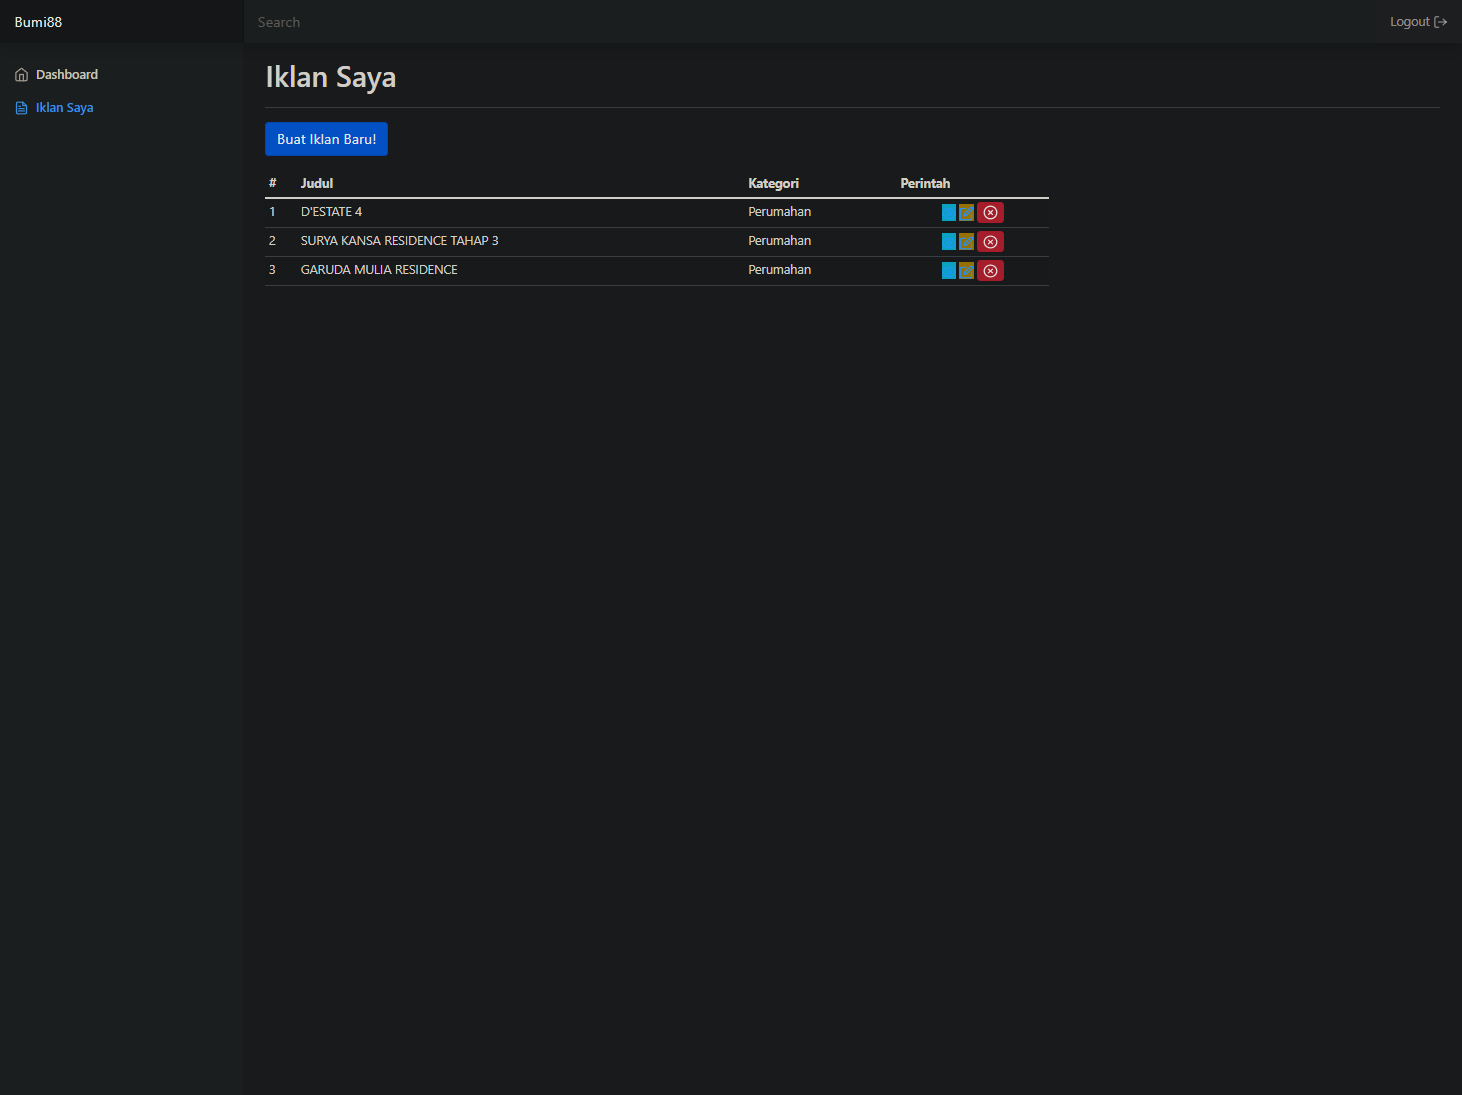 Bumi88
Search
Logout
Dashboard
Iklan Saya
Iklan Saya
Buat Iklan Baru!
# Judul Kategori Perintah
1 D'ESTATE 4 Perumahan
2 SURYA KANSA RESIDENCE TAHAP 3 Perumahan
3 GARUDA MULIA RESIDENCE Perumahan